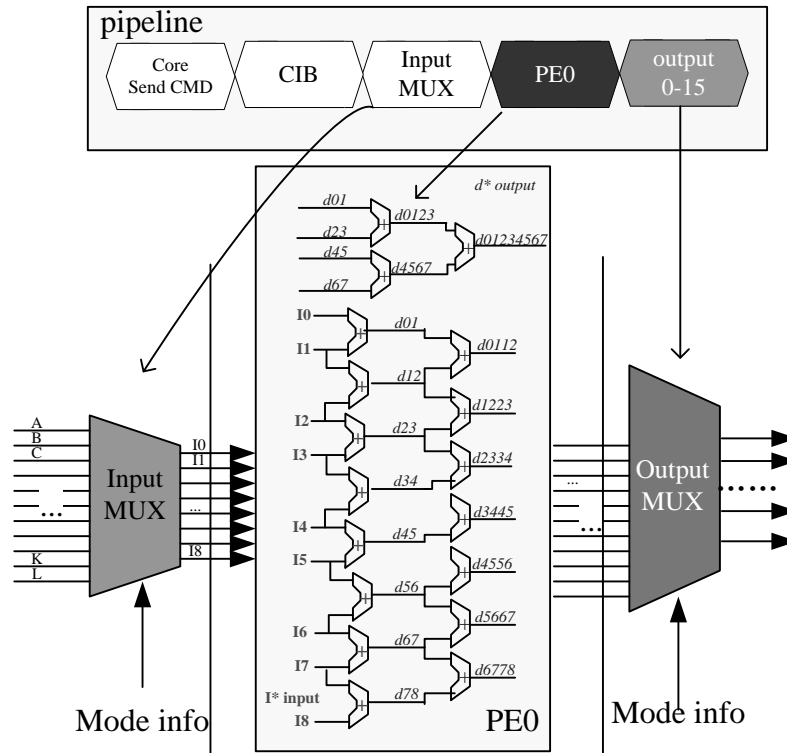 pipeline
Core
Send CMD
CIB
Input
MUX
PE0
output
0-15
d* output
d01
d0123
d23
d01234567
d45
d4567
d67
I0
d01
I1
d0112
d12
d1223
I2
d23
I3
d2334
d34
d3445
I4
d45
I5
d4556
d56
d5667
I6
d67
I7
d6778
I* input
d78
I8
PE0
A
B
C
...
K
L
Input
MUX
I0
I1
...
I8
Mode info
...
...
Output
MUX
......
Mode info